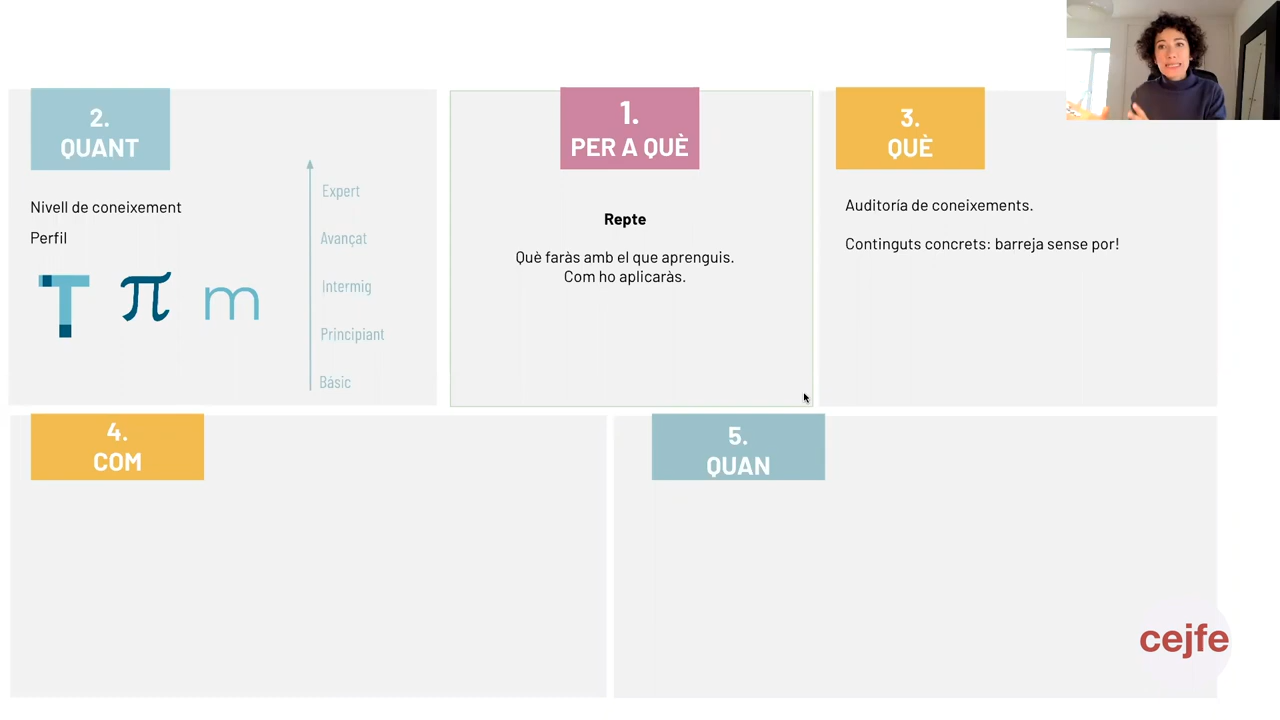 2.
QUANT
Nivell de coneixement
Perfil
T π m
Expert
Avançat
Intermig
Principiant
Bàsic
1.
PER A QUÈ
Repte
Què faràs amb el que aprenguis.
Com ho aplicaràs.
3.
QUÈ
Auditoría de coneixements.
Continguts concrets: barreja sense por!
4.
COM
5.
QUAN
cejfe